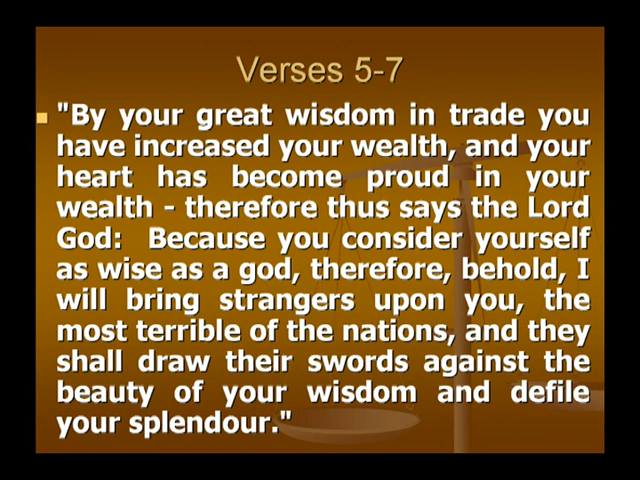 Verses 5-7
"By your great wisdom in trade you
have increased your wealth, and your
heart has become proud in your
wealth - therefore thus says the Lord
God: Because you consider yourself
as wise as a god, therefore, behold, I
will bring strangers upon you, the
most terrible of the nations, and they
shall draw their swords against the
beauty of your wisdom and defile
your splendour."